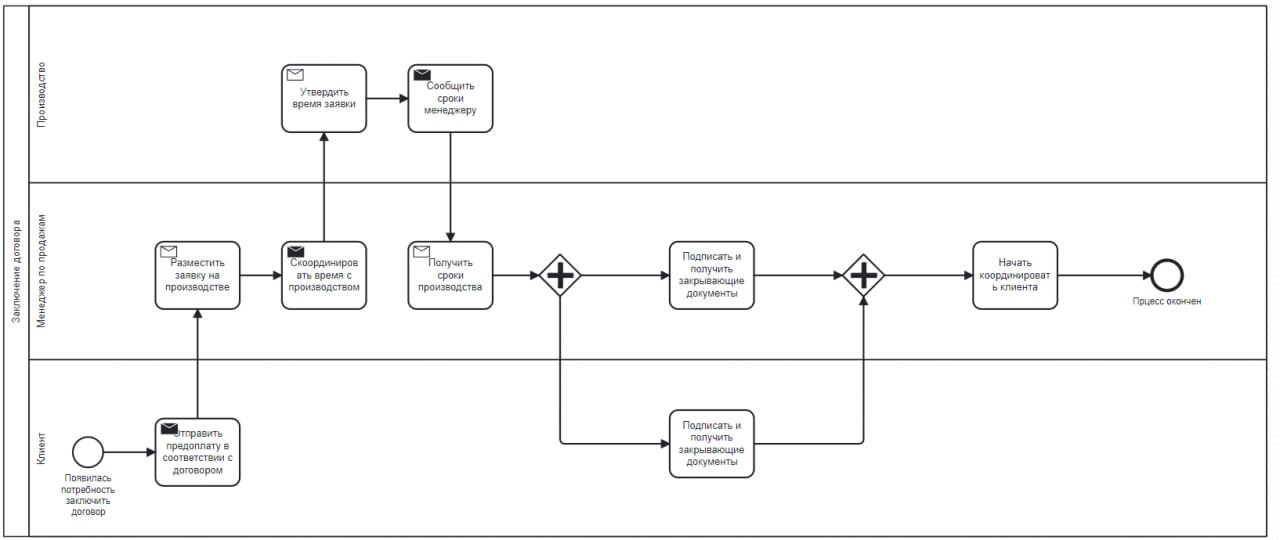 Заключение договора
Производство
Утвердить
время заявки
Сообщить
сроки
менеджеру
Менеджер по продажам
Разместить
заявку на
производстве
Скоординиров
ать время с
производством
Получить
сроки
производства
Подписать и
получить
закрывающие
документы
Начать
координироват
ь клиента
Прцесс окончен
Клиент
Появилась
потребность
заключить
договор
Отправить
предоплату в
соответствии с
договором
Подписать и
получить
закрывающие
документы